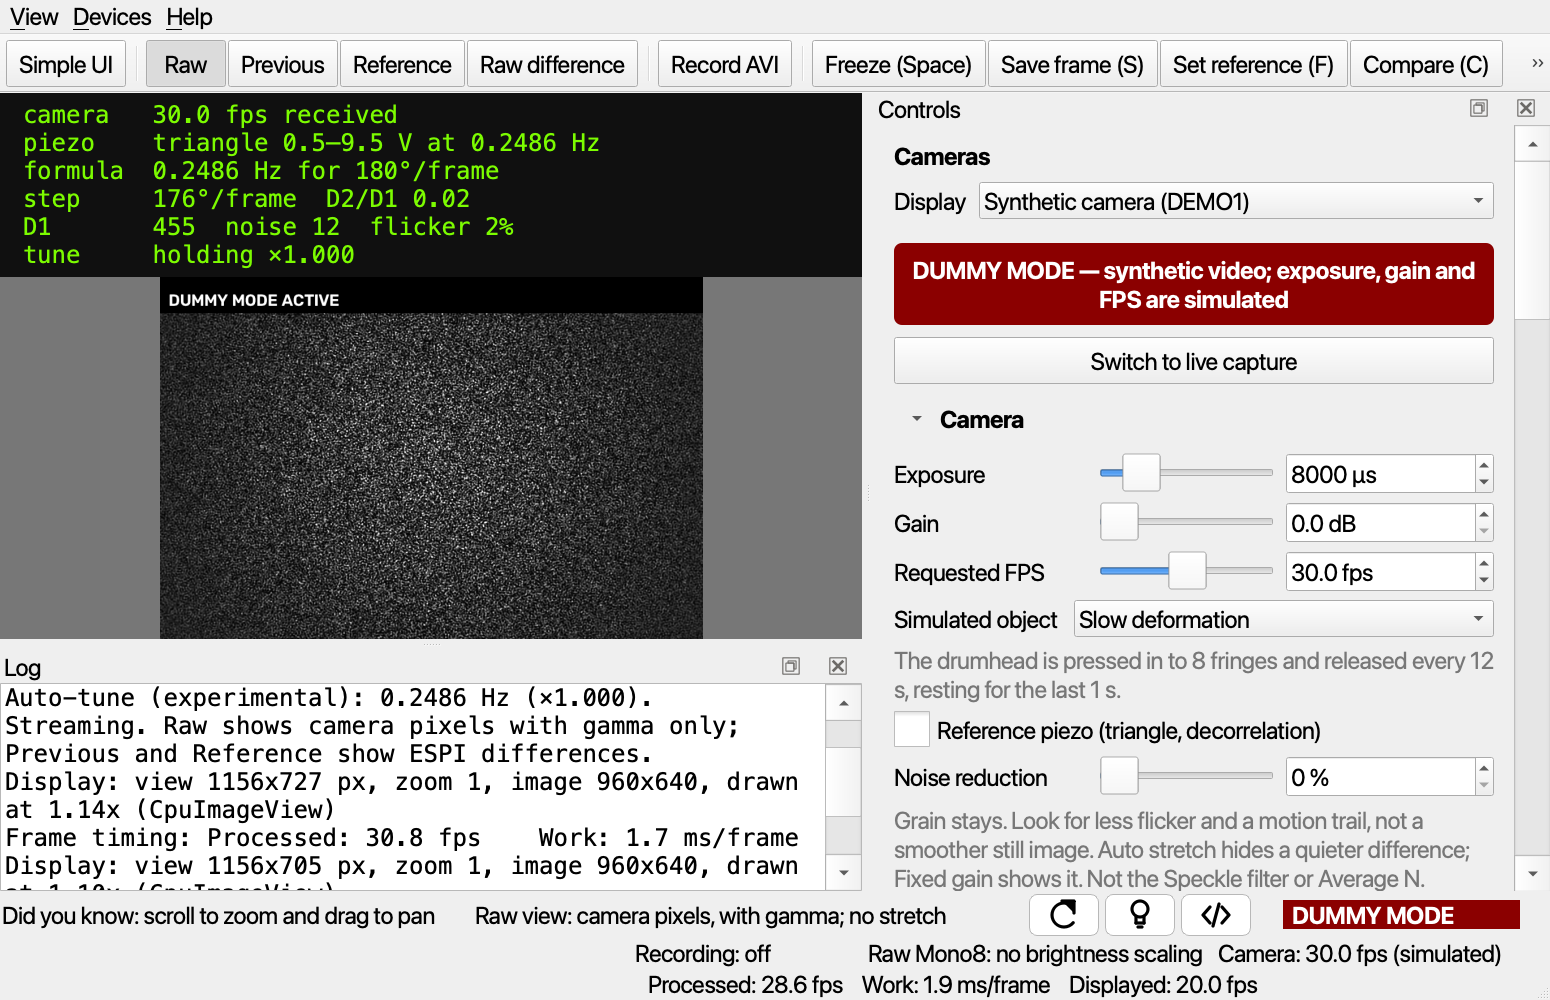 View Devices Help
Simple UI Raw Previous Reference Raw difference Record AVI Freeze (Space) Save frame (S) Set reference (F) Compare (C) »
camera 30.0 fps received
piezo triangle 0.5–9.5 V at 0.2486 Hz
formula 0.2486 Hz for 180°/frame
step 176°/frame D2/D1 0.02
D1 455 noise 12 flicker 2%
tune holding ×1.000
DUMMY MODE ACTIVE
Log
Auto-tune (experimental): 0.2486 Hz (×1.000).
Streaming. Raw shows camera pixels with gamma only;
Previous and Reference show ESPI differences.
Display: view 1156x727 px, zoom 1, image 960x640, drawn
at 1.14x (CpuImageView)
Frame timing: Processed: 30.8 fps Work: 1.7 ms/frame
Display: view 1156x705 px, zoom 1, image 960x640, drawn
at 1.10x (CpuImageView)
Controls
Cameras
Display Synthetic camera (DEMO1)
DUMMY MODE — synthetic video; exposure, gain and
FPS are simulated
Switch to live capture
Camera
Exposure 8000 µs
Gain 0.0 dB
Requested FPS 30.0 fps
Simulated object Slow deformation
The drumhead is pressed in to 8 fringes and released every 12
s, resting for the last 1 s.
Reference piezo (triangle, decorrelation)
Noise reduction 0 %
Grain stays. Look for less flicker and a motion trail, not a
smoother still image. Auto stretch hides a quieter difference;
Fixed gain shows it. Not the Speckle filter or Average N.
Did you know: scroll to zoom and drag to pan Raw view: camera pixels, with gamma; no stretch </> DUMMY MODE
Recording: off Raw Mono8: no brightness scaling Camera: 30.0 fps (simulated)
Processed: 28.6 fps Work: 1.9 ms/frame Displayed: 20.0 fps